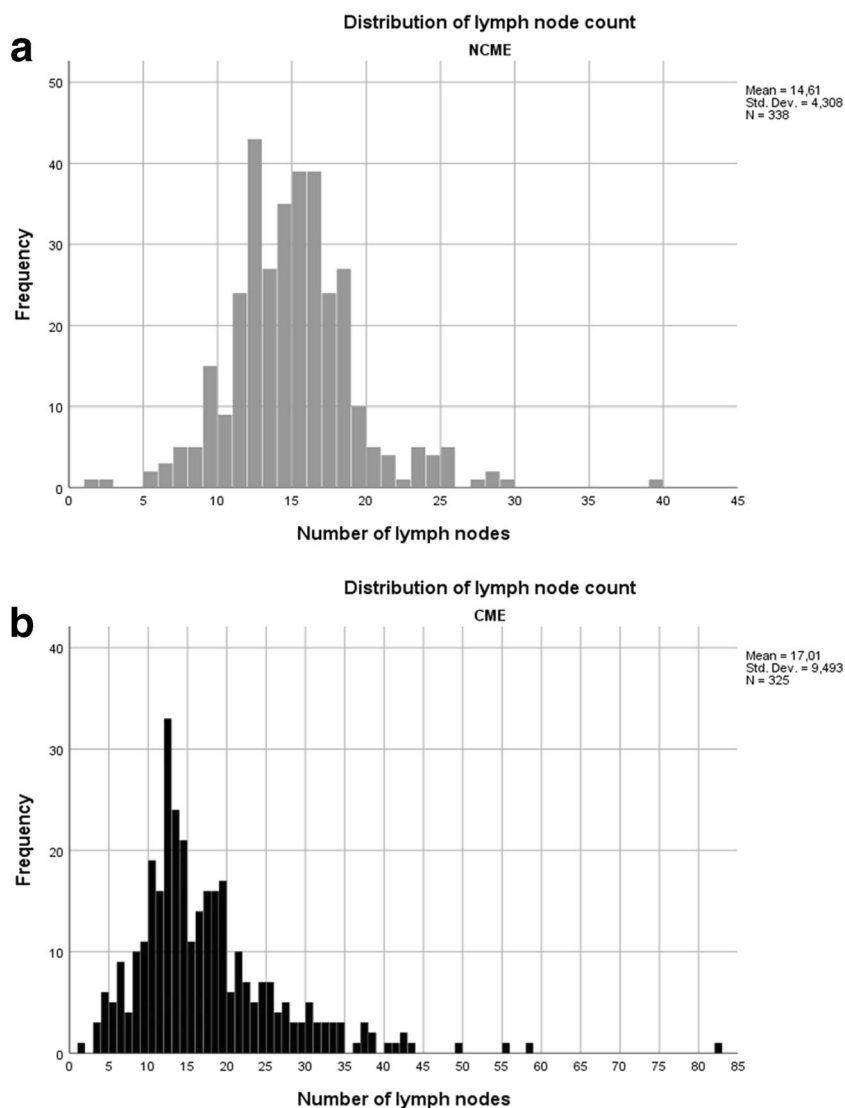 a
Distribution of lymph node count
NCME
Mean = 14,61
Std. Dev. = 4,308
N = 338
50
40
30
20
10
0
Frequency
0 5 10 15 20 25 30 35 40 45
Number of lymph nodes
b
Distribution of lymph node count
CME
Mean = 17,01
Std. Dev. = 9,493
N = 325
40
30
20
10
0
Frequency
0 5 10 15 20 25 30 35 40 45 50 55 60 65 70 75 80 85
Number of lymph nodes